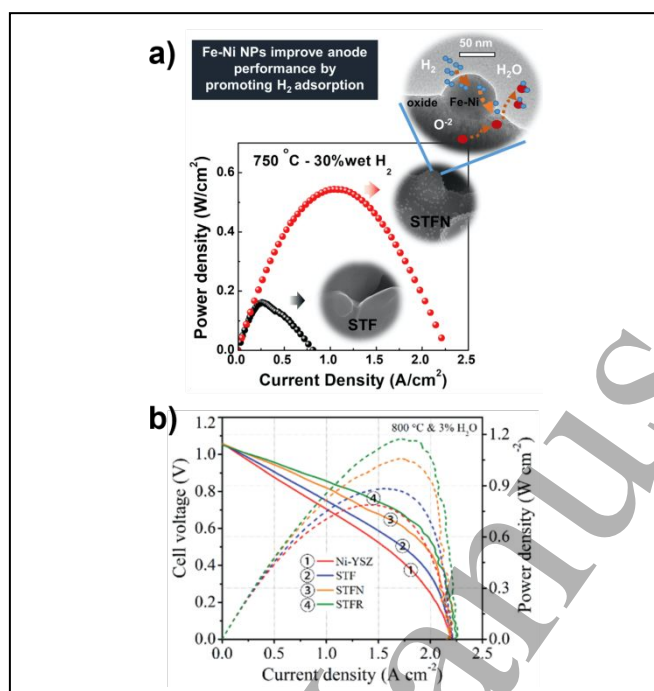 a)
Fe-Ni NPs improve anode
performance by
promoting H2 adsorption
50 nm
H2
H2O
oxide
Fe-Ni
O-2
750 °C - 30%wet H2
STFN
STF
Power density (W/cm2)
0.6
0.4
0.2
0.0
0.0 0.5 1.0 1.5 2.0 2.5
Current Density (A/cm2)
b)
800 °C & 3% H2O
Cell voltage (V)
1.2
1.0
0.8
0.6
0.4
0.2
0.0
4
3
2
1
1 Ni-YSZ
2 STF
3 STFN
4 STFR
1.2
0.9
0.6
0.3
0.0
Power density (W cm-2)
0.0 0.5 1.0 1.5 2.0 2.5
Current density (A cm-2)
anus